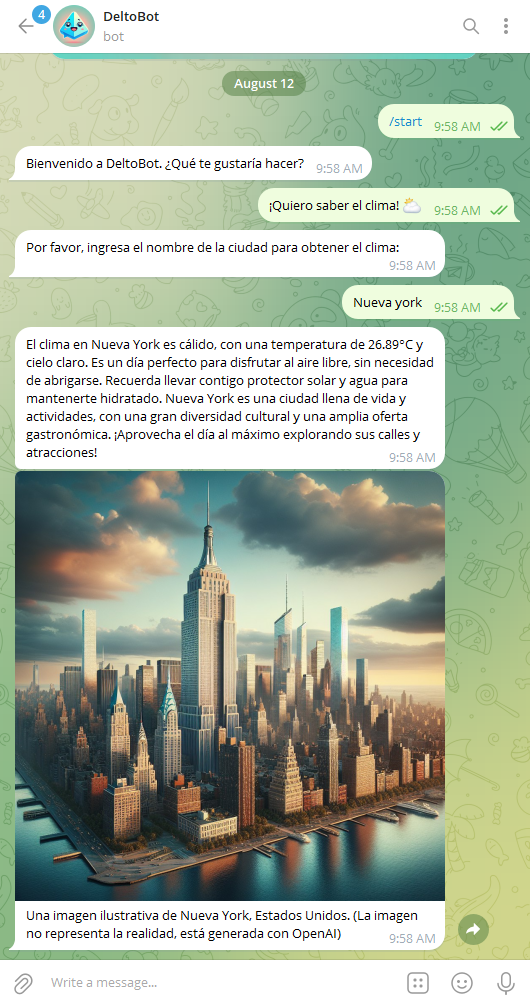 4
DeltoBot
bot
August 12
/start 9:58 AM
Bienvenido a DeltoBot. ¿Qué te gustaría hacer? 9:58 AM
¡Quiero saber el clima!🌥️ 9:58 AM
Por favor, ingresa el nombre de la ciudad para obtener el clima:
9:58 AM
Nueva york 9:58 AM
El clima en Nueva York es cálido, con una temperatura de 26.89°C y
cielo claro. Es un día perfecto para disfrutar al aire libre, sin necesidad
de abrigarse. Recuerda llevar contigo protector solar y agua para
mantenerte hidratado. Nueva York es una ciudad llena de vida y
actividades, con una gran diversidad cultural y una amplia oferta
gastronómica. ¡Aprovecha el día al máximo explorando sus calles y
atracciones! 9:58 AM
Una imagen ilustrativa de Nueva York, Estados Unidos. (La imagen
no representa la realidad, está generada con OpenAI) 9:58 AM
Write a message...